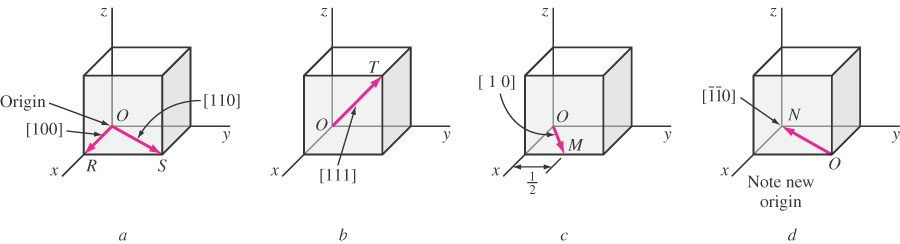 z
Origin
O
[110]
[100]
y
x
R
S
a
z
T
O
y
x
[111]
b
z
[ 1 0]
O
y
M
x
1
2
c
z
[1̅1̅0]
N
y
x
O
Note new
origin
d